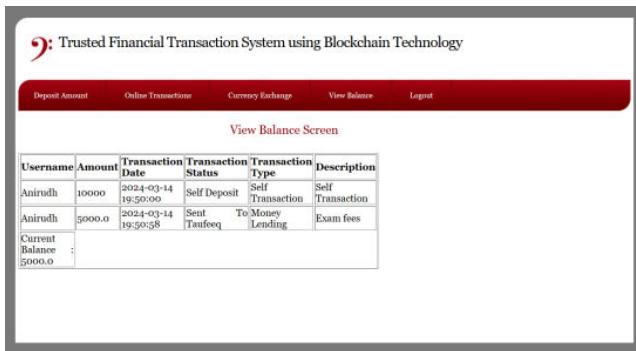 Trusted Financial Transaction System using Blockchain Technology
Deposit Amount Online Transactions Currency Exchange View Balance Logout
View Balance Screen
Username Amount Transaction Date Transaction Status Transaction Type Description
Anirudh 10000 2024-03-14 19:50:00 Self Deposit Self Transaction Self Transaction
Anirudh 5000.0 2024-03-14 19:50:58 Sent To Taufeeq Money Lending Exam fees
Current Balance : 5000.0